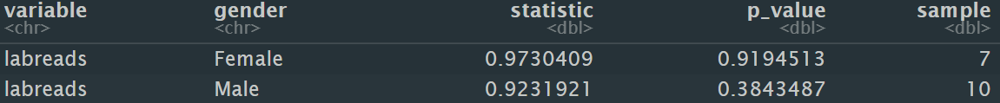 variable gender statistic p_value sample
<chr> <chr> <dbl> <dbl> <dbl>
labreads Female 0.9730409 0.9194513 7
labreads Male 0.9231921 0.3843487 10